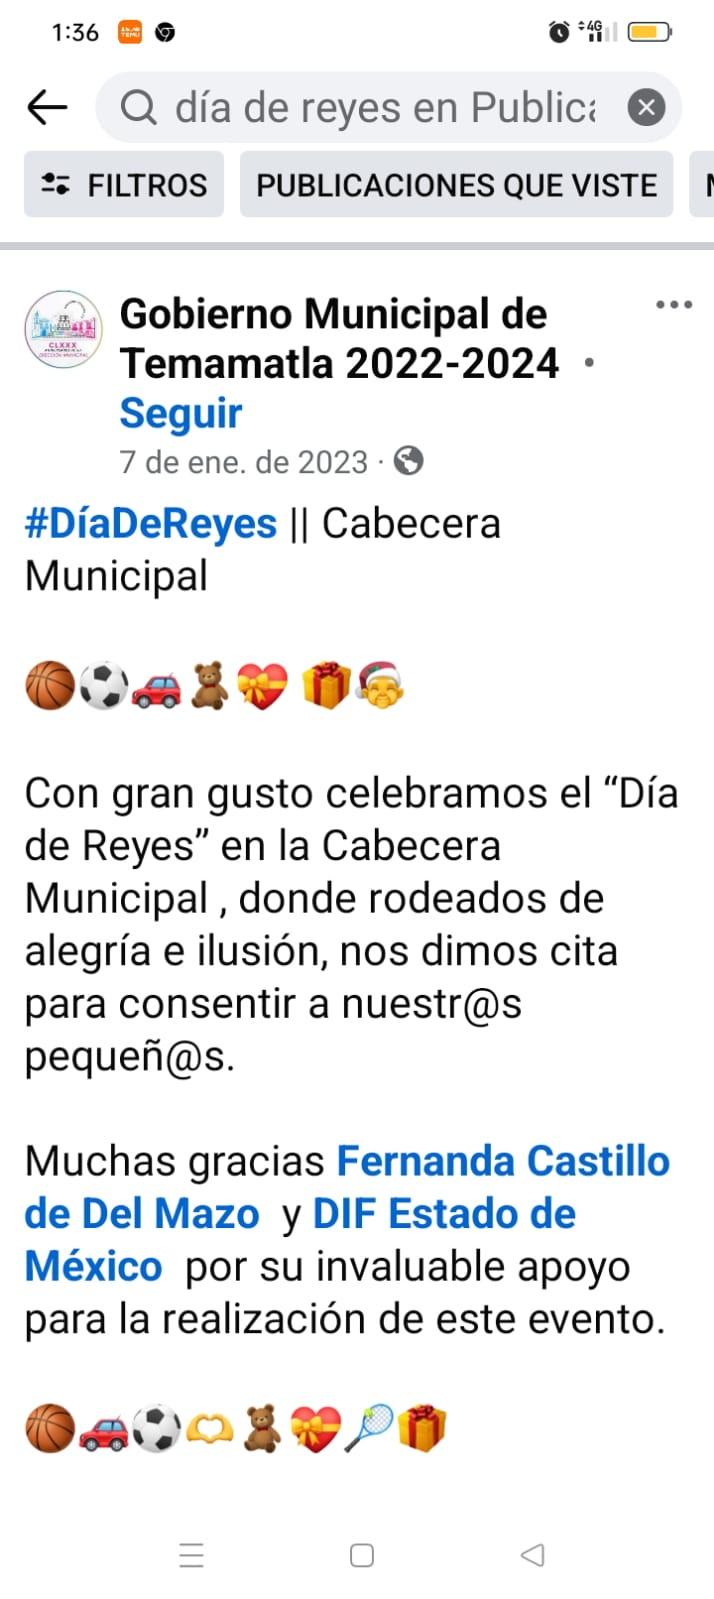 1:36
4G
día de reyes en Publica
FILTROS
PUBLICACIONES QUE VISTE
Gobierno Municipal de
Temamatla 2022-2024 •
Seguir
7 de ene. de 2023 ·
#DíaDeReyes || Cabecera
Municipal
🏀⚽🚗🧸💝 🎁🤶
Con gran gusto celebramos el “Día
de Reyes” en la Cabecera
Municipal , donde rodeados de
alegría e ilusión, nos dimos cita
para consentir a nuestr@s
pequeñ@s.
Muchas gracias Fernanda Castillo
de Del Mazo  y DIF Estado de
México  por su invaluable apoyo
para la realización de este evento.
🏀🚗⚽🫶🧸💝🎾🎁